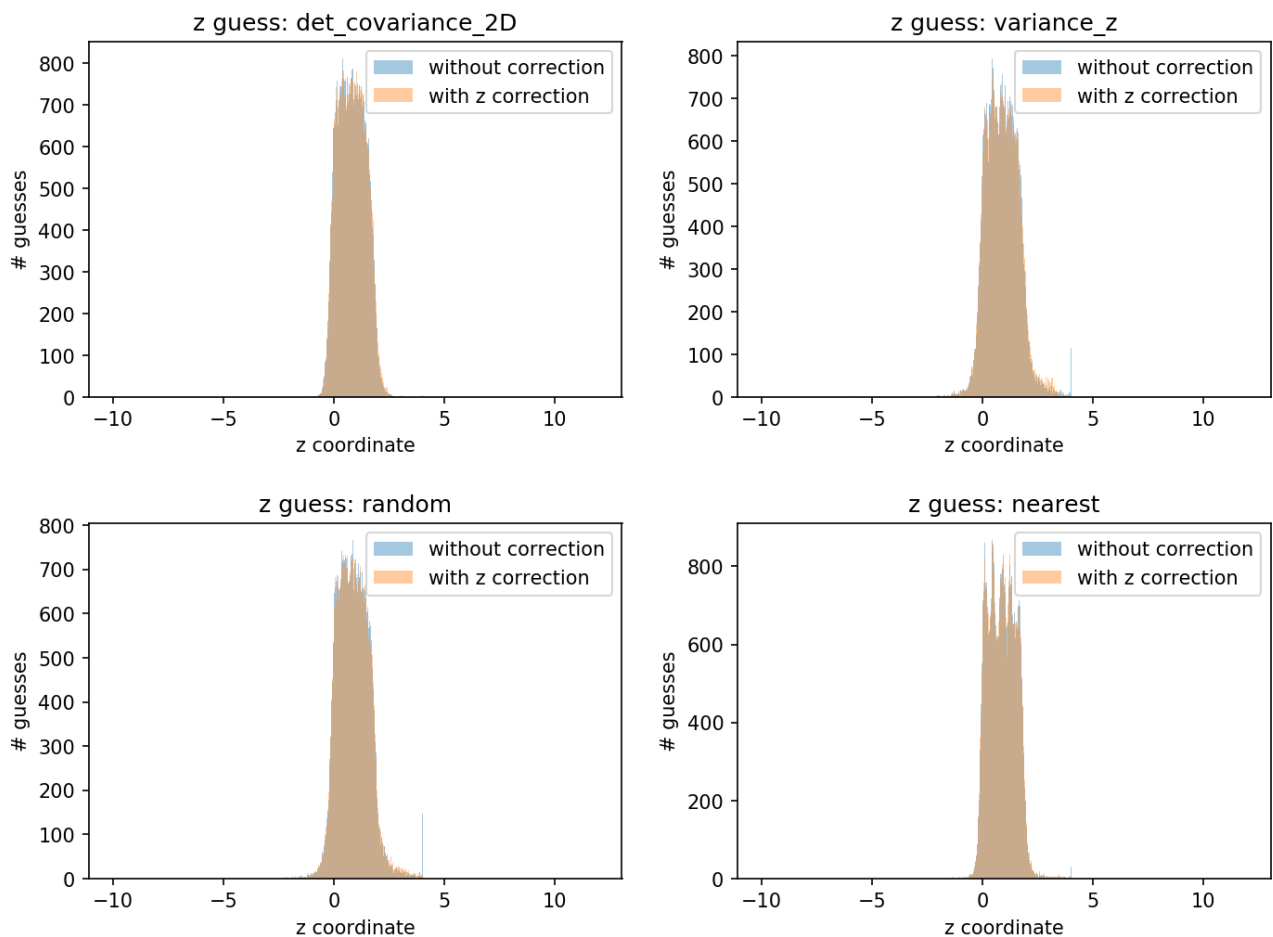 z guess: det_covariance_2D
without correction
with z correction
# guesses
800
700
600
500
400
300
200
100
0
−10
−5
0
5
10
z coordinate
z guess: variance_z
without correction
with z correction
# guesses
800
700
600
500
400
300
200
100
0
−10
−5
0
5
10
z coordinate
z guess: random
without correction
with z correction
# guesses
800
700
600
500
400
300
200
100
0
−10
−5
0
5
10
z coordinate
z guess: nearest
without correction
with z correction
# guesses
800
600
400
200
0
−10
−5
0
5
10
z coordinate